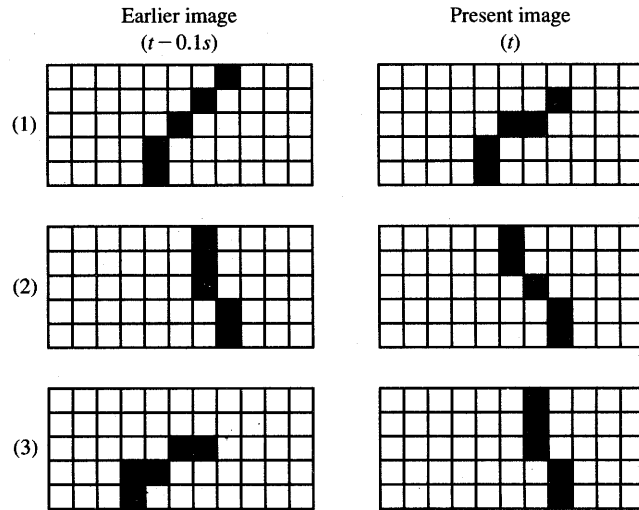 Earlier image
(t − 0.1s)
Present image
(t)
(1)
(2)
(3)